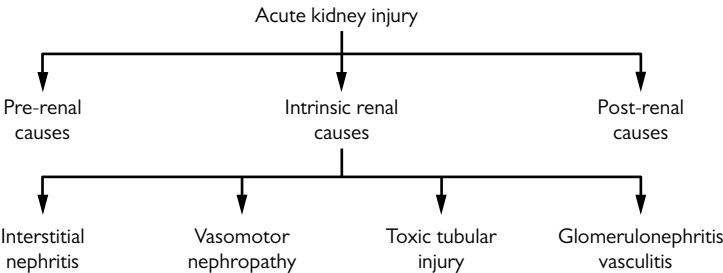 Acute kidney injury
Pre-renal
causes
Intrinsic renal
causes
Post-renal
causes
Interstitial
nephritis
Vasomotor
nephropathy
Toxic tubular
injury
Glomerulonephritis
vasculitis